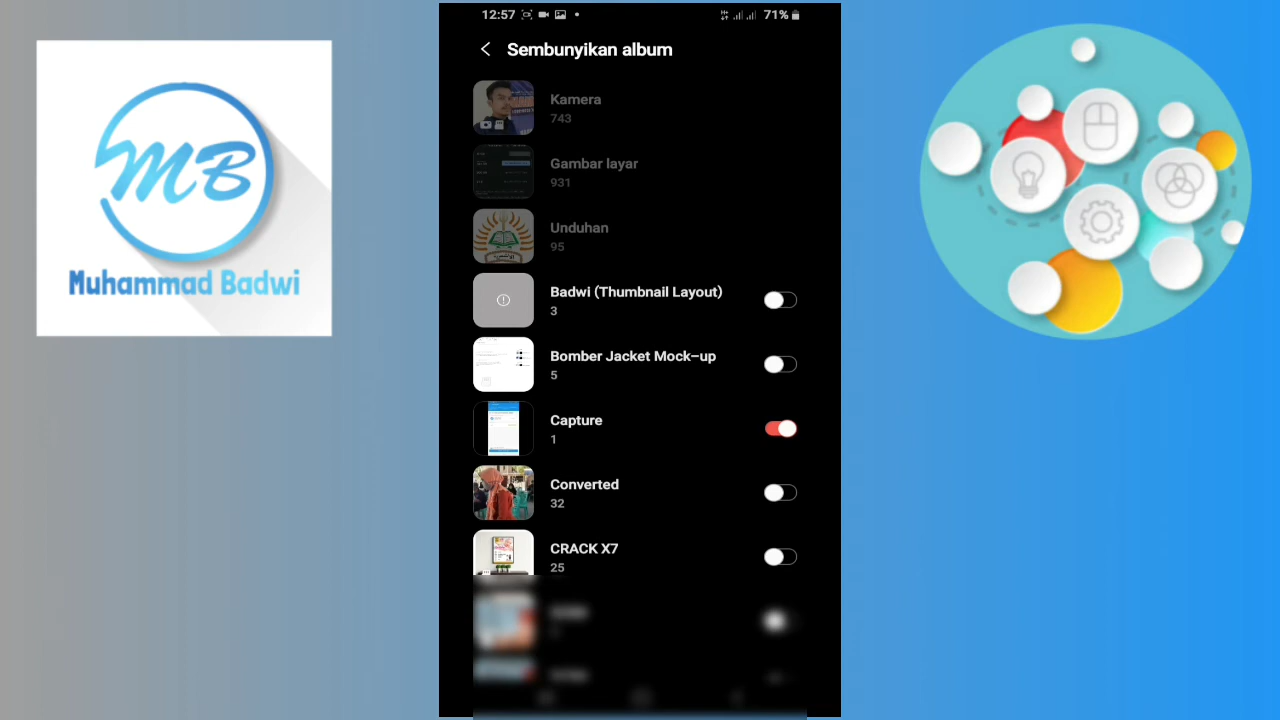 12:57
71%
Sembunyikan album
Kamera
743
Gambar layar
931
Unduhan
95
Badwi (Thumbnail Layout)
3
Bomber Jacket Mock-up
5
Capture
1
Converted
32
CRACK X7
25
MB
Muhammad Badwi